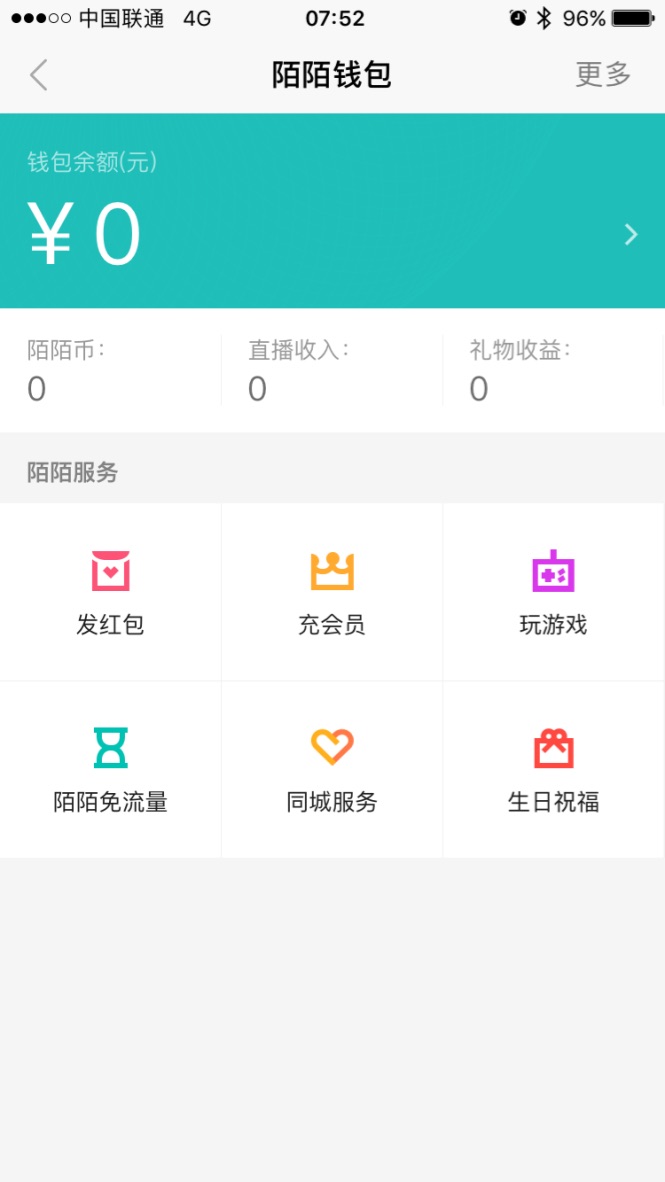 中国联通 4G 07:52 96%
陌陌钱包 更多
钱包余额(元)
¥ 0
陌陌币： 直播收入： 礼物收益：
0 0 0
陌陌服务
发红包 充会员 玩游戏
陌陌免流量 同城服务 生日祝福